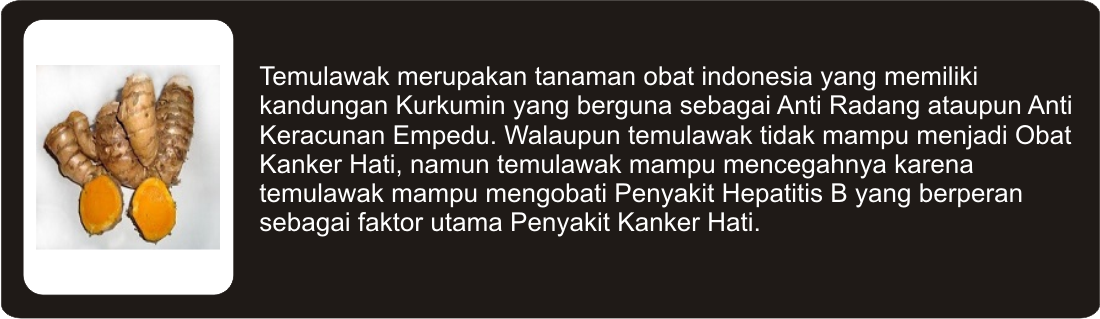 Temulawak merupakan tanaman obat indonesia yang memiliki
kandungan Kurkumin yang berguna sebagai Anti Radang ataupun Anti
Keracunan Empedu. Walaupun temulawak tidak mampu menjadi Obat
Kanker Hati, namun temulawak mampu mencegahnya karena
temulawak mampu mengobati Penyakit Hepatitis B yang berperan
sebagai faktor utama Penyakit Kanker Hati.